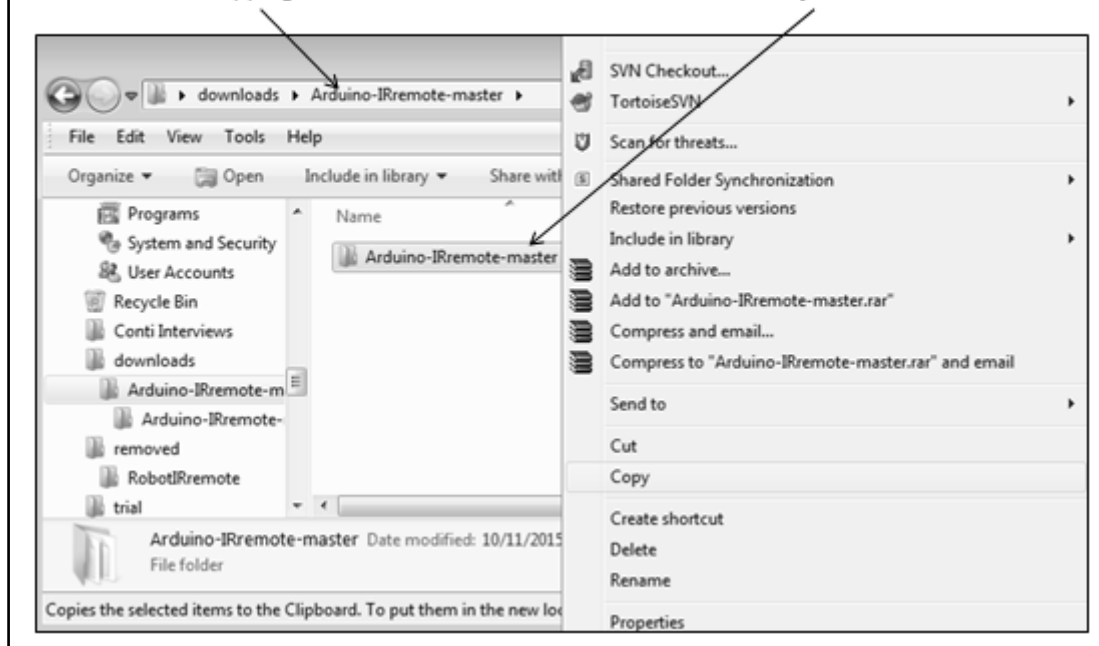 downloads Arduino-IRremote-master
File Edit View Tools Help
Organize Open Include in library Share with
Programs
System and Security
User Accounts
Recycle Bin
Conti Interviews
downloads
Arduino-IRremote-m
Arduino-IRremote-
removed
RobotIRremote
trial
Name
Arduino-IRremote-master
Arduino-IRremote-master Date modified: 10/11/2015
File folder
Copies the selected items to the Clipboard. To put them in the new loc
SVN Checkout...
TortoiseSVN
Scan for threats...
Shared Folder Synchronization
Restore previous versions
Include in library
Add to archive...
Add to "Arduino-IRremote-master.rar"
Compress and email...
Compress to "Arduino-IRremote-master.rar" and email
Send to
Cut
Copy
Create shortcut
Delete
Rename
Properties